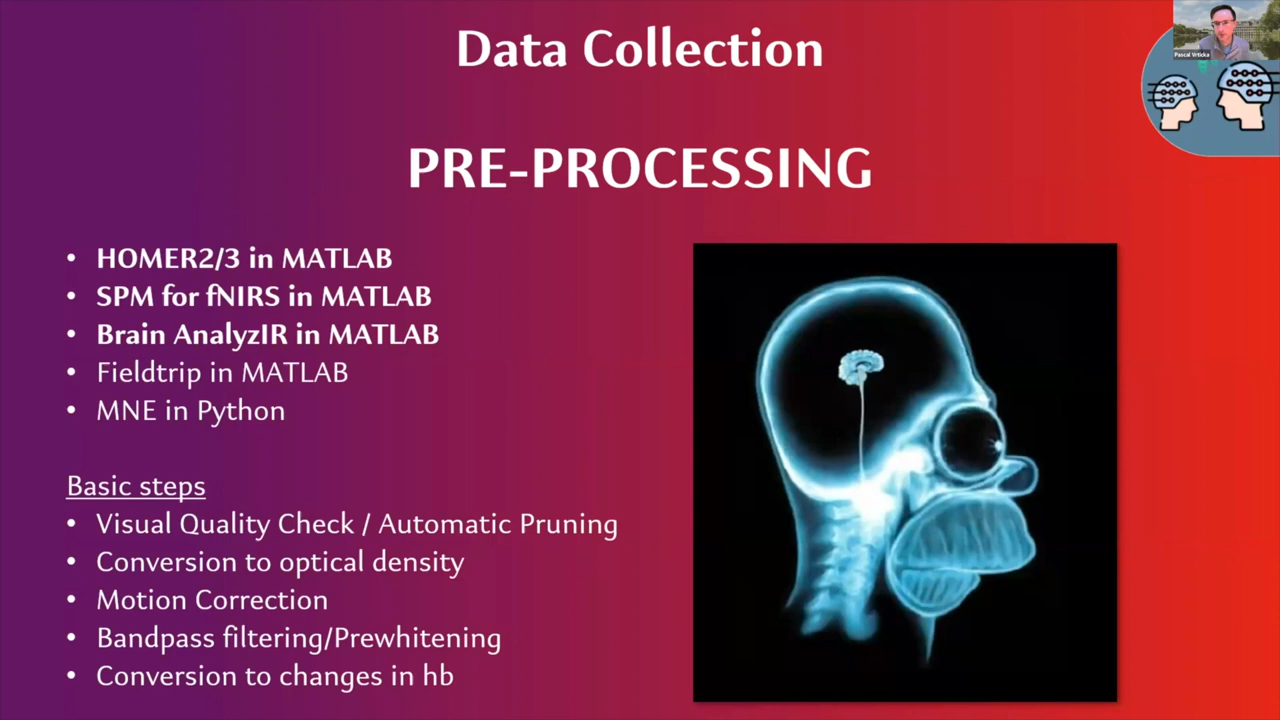 Data Collection
Pascal Vrticka
PRE-PROCESSING
• HOMER2/3 in MATLAB
• SPM for fNIRS in MATLAB
• Brain AnalyzIR in MATLAB
• Fieldtrip in MATLAB
• MNE in Python
Basic steps
• Visual Quality Check / Automatic Pruning
• Conversion to optical density
• Motion Correction
• Bandpass filtering/Prewhitening
• Conversion to changes in hb